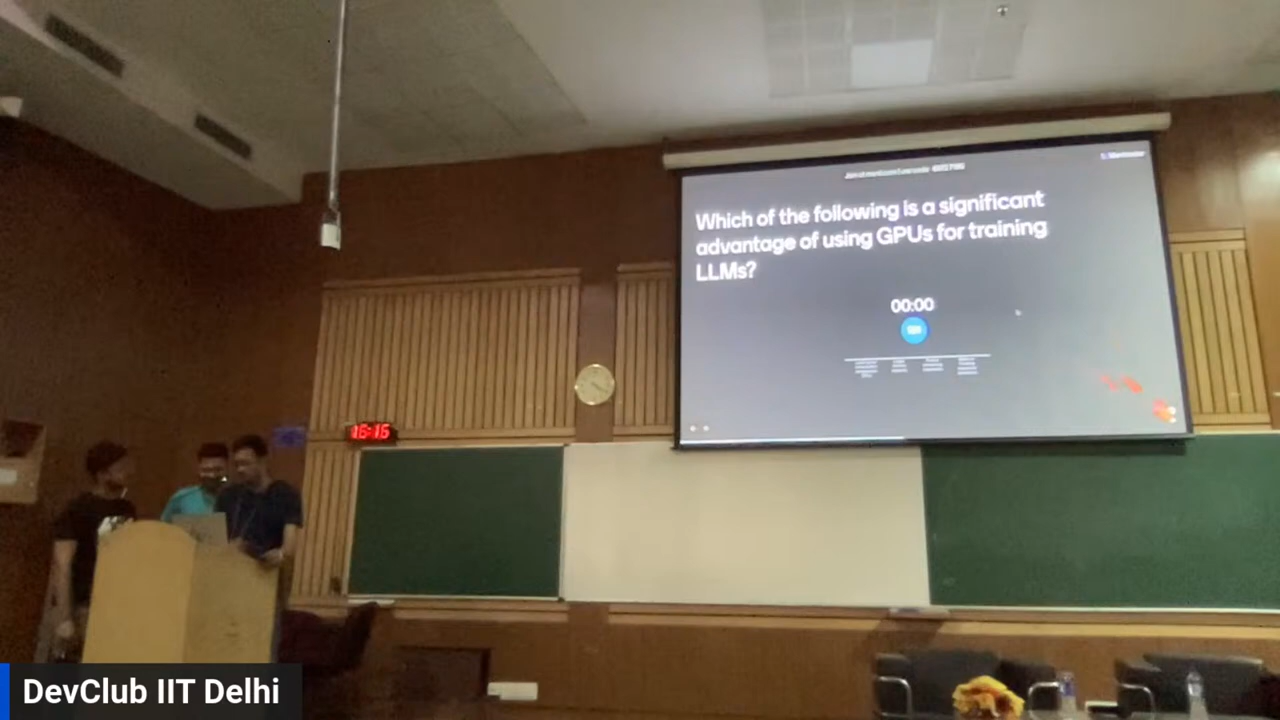 Mentimeter
Which of the following is a significant
advantage of using GPUs for training
LLMs?
00:00
16:15
DevClub IIT Delhi